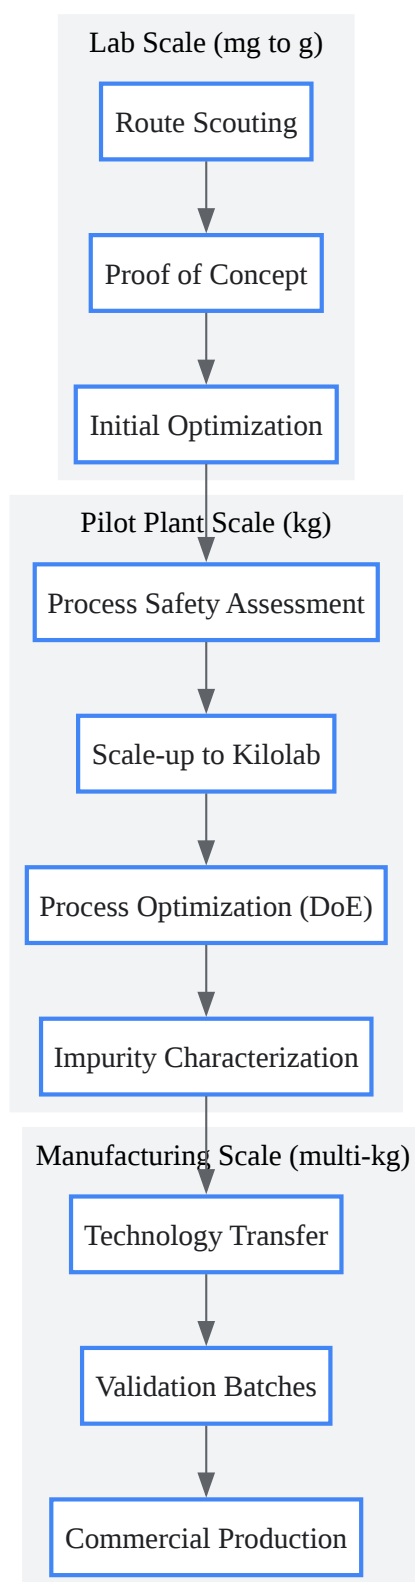 Lab Scale (mg to g)
Route Scouting
Proof of Concept
Initial Optimization
Pilot Plant Scale (kg)
Process Safety Assessment
Scale-up to Kilolab
Process Optimization (DoE)
Impurity Characterization
Manufacturing Scale (multi-kg)
Technology Transfer
Validation Batches
Commercial Production